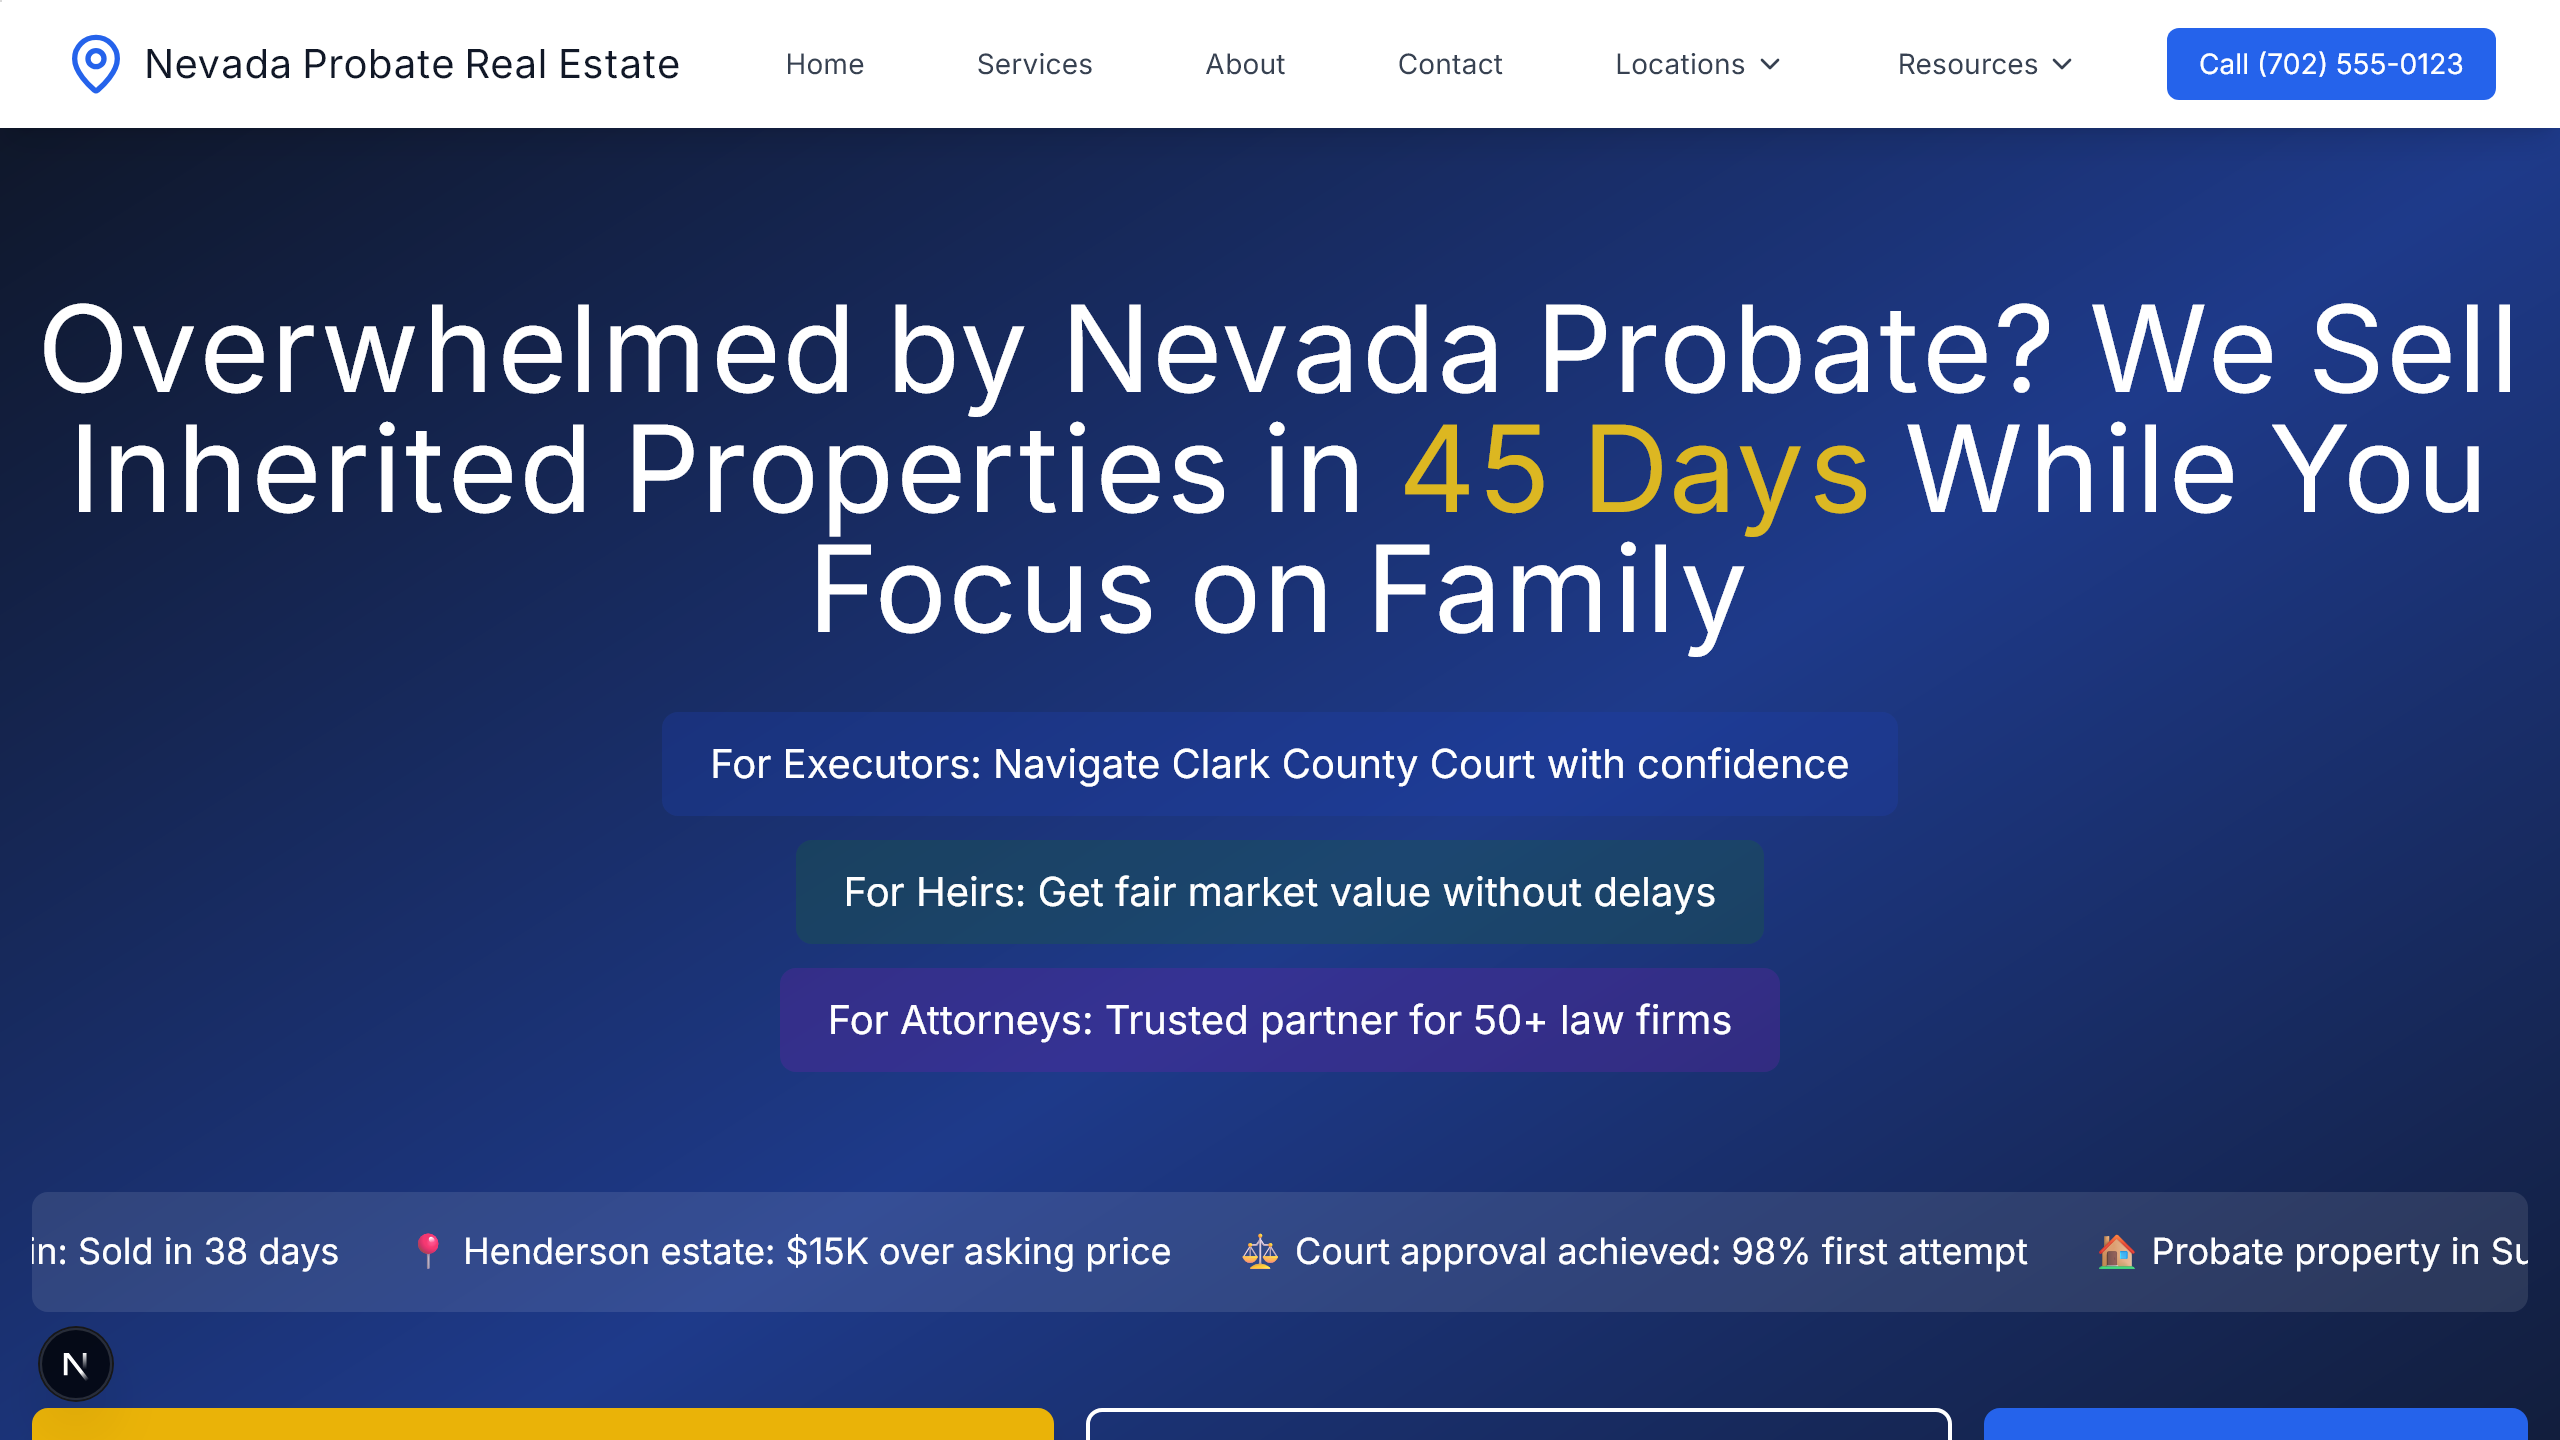 Nevada Probate Real Estate
Home
Services
About
Contact
Locations
Resources
Call (702) 555-0123
Overwhelmed by Nevada Probate? We Sell
Inherited Properties in 45 Days While You
Focus on Family
For Executors: Navigate Clark County Court with confidence
For Heirs: Get fair market value without delays
For Attorneys: Trusted partner for 50+ law firms
in: Sold in 38 days 📍 Henderson estate: $15K over asking price ⚖️ Court approval achieved: 98% first attempt 🏠 Probate property in Su
N